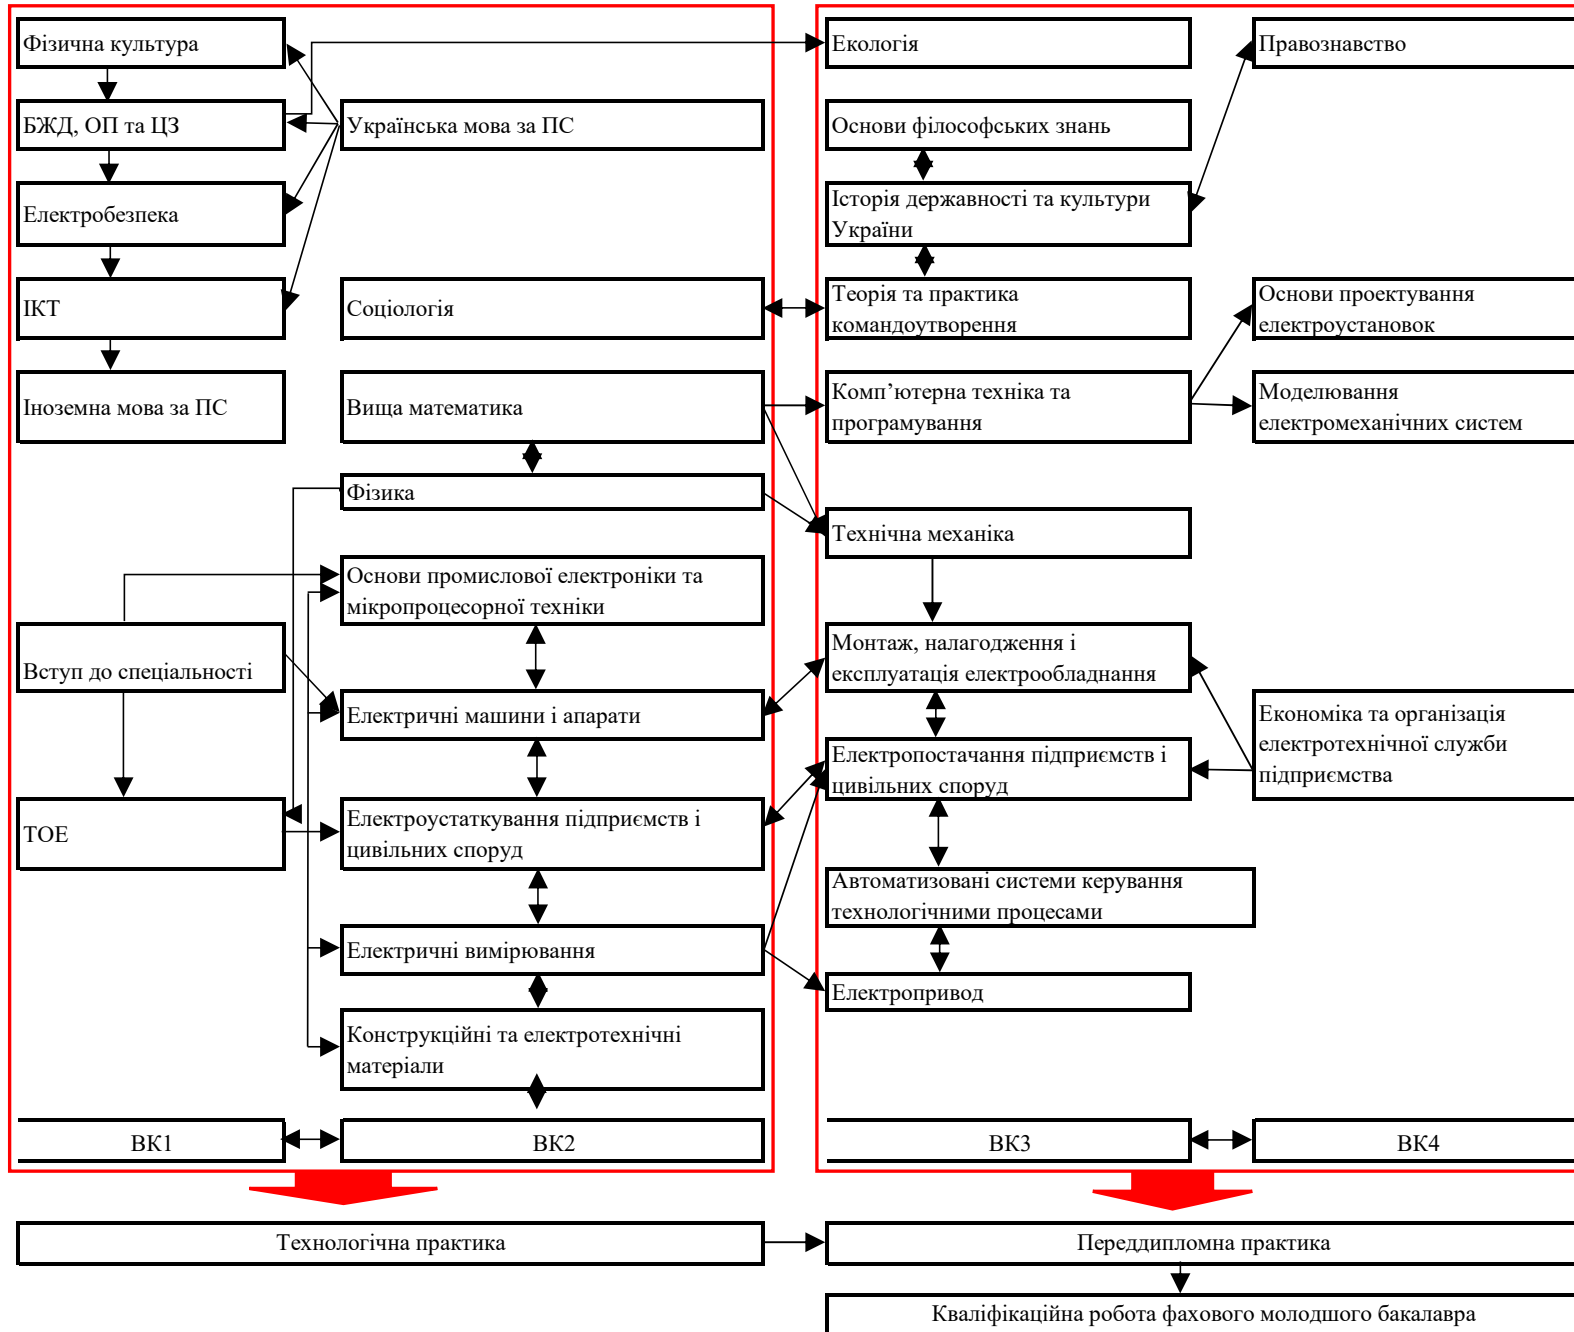 Фізична культура
Екологія
Правознавство
БЖД, ОП та ЦЗ
Українська мова за ПС
Основи філософських знань
Електробезпека
Історія державності та культури
України
ІКТ
Соціологія
Теорія та практика
командоутворення
Основи проектування
електроустановок
Іноземна мова за ПС
Вища математика
Комп’ютерна техніка та
програмування
Моделювання
електромеханічних систем
Фізика
Технічна механіка
Основи промислової електроніки та
мікропроцесорної техніки
Вступ до спеціальності
Монтаж, налагодження і
експлуатація електрообладнання
Електричні машини і апарати
Економіка та організація
електротехнічної служби
підприємства
Електропостачання підприємств і
цивільних споруд
ТОЕ
Електроустаткування підприємств і
цивільних споруд
Автоматизовані системи керування
технологічними процесами
Електричні вимірювання
Електропривод
Конструкційні та електротехнічні
матеріали
ВК1
ВК2
ВК3
ВК4
Технологічна практика
Переддипломна практика
Кваліфікаційна робота фахового молодшого бакалавра